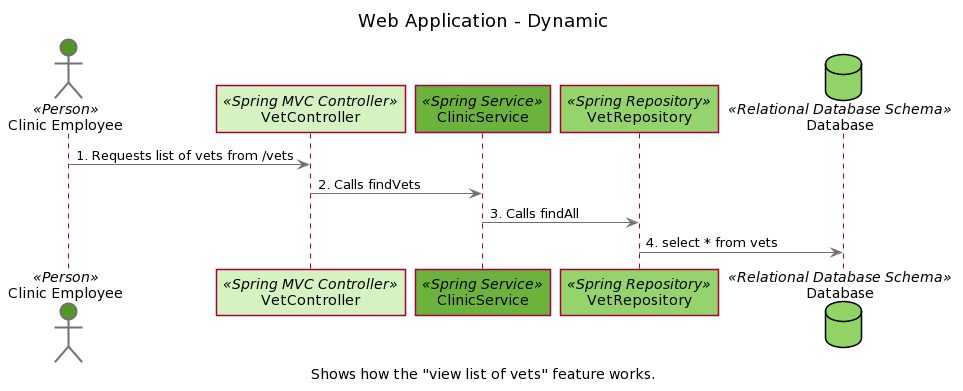 Web Application - Dynamic
«Person»
Clinic Employee
«Spring MVC Controller»
VetController
«Spring Service»
ClinicService
«Spring Repository»
VetRepository
«Relational Database Schema»
Database
1. Requests list of vets from /vets
2. Calls findVets
3. Calls findAll
4. select * from vets
«Person»
Clinic Employee
«Spring MVC Controller»
VetController
«Spring Service»
ClinicService
«Spring Repository»
VetRepository
«Relational Database Schema»
Database
Shows how the "view list of vets" feature works.